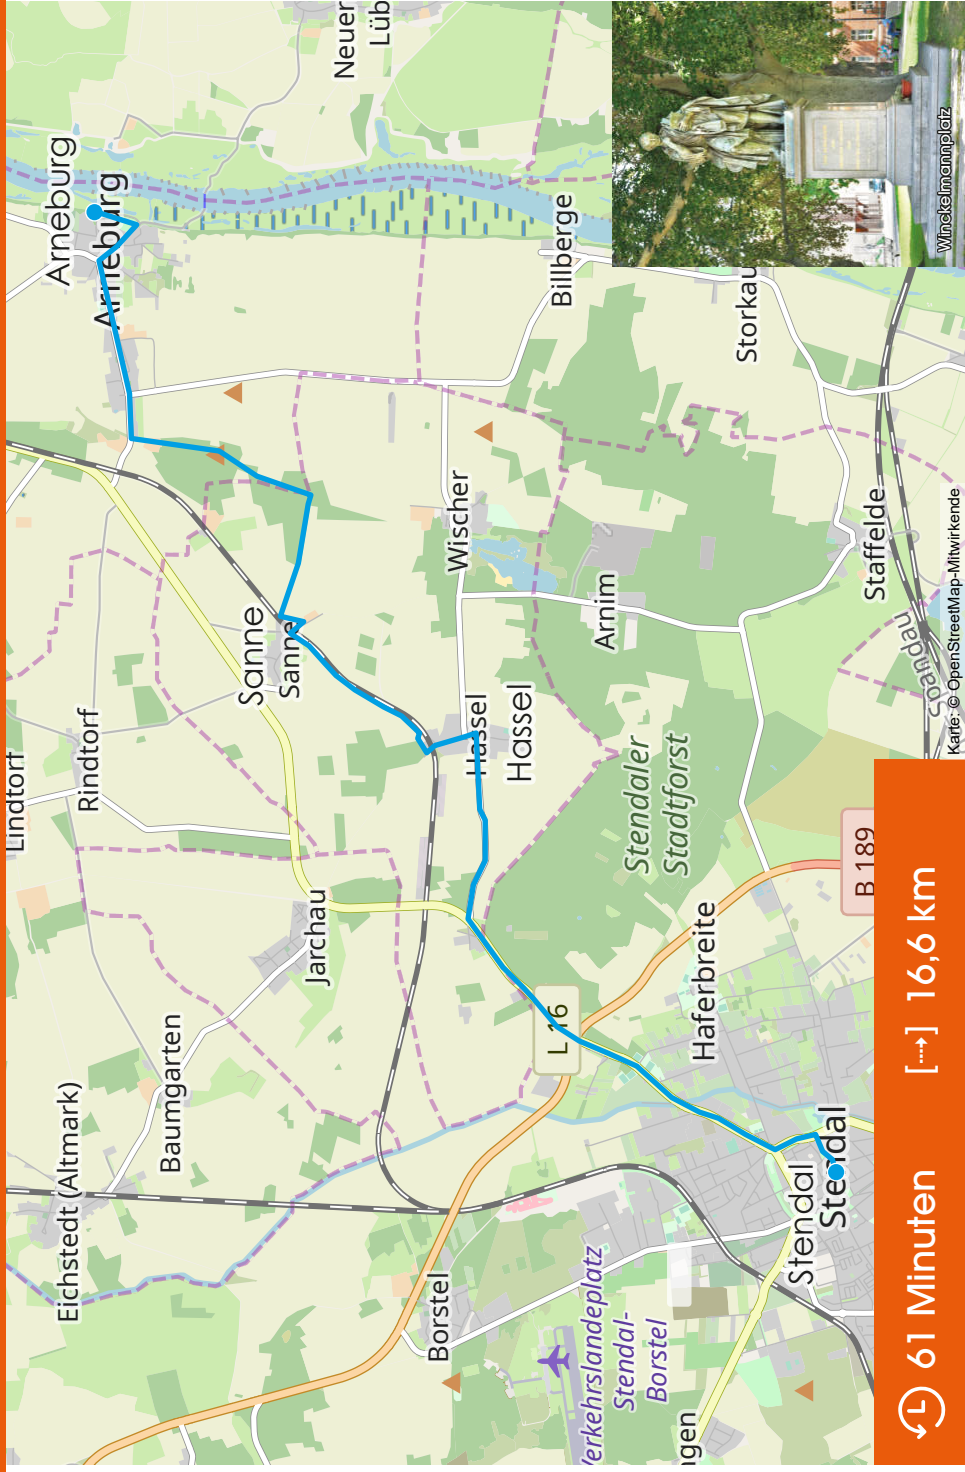 Eichstedt (Altmark)
Baumgarten
Lindtorf
Rindtorf
Jarchau
Sanne
Sanne
Arneburg
Arneburg
Neuer
Lüb
Borstel
Hassel
Hassel
Wischer
Billberge
L 16
Verkehrslandeplatz
Stendal-
Borstel
Stendaler
Stadtforst
Arnim
Haferbreite
Storkau
Staffelde
Spandau
B 189
Stendal
Stendal
gen
Winckelmannplatz
Karte: © OpenStreetMap-Mitwirkende
61 Minuten
16,6 km